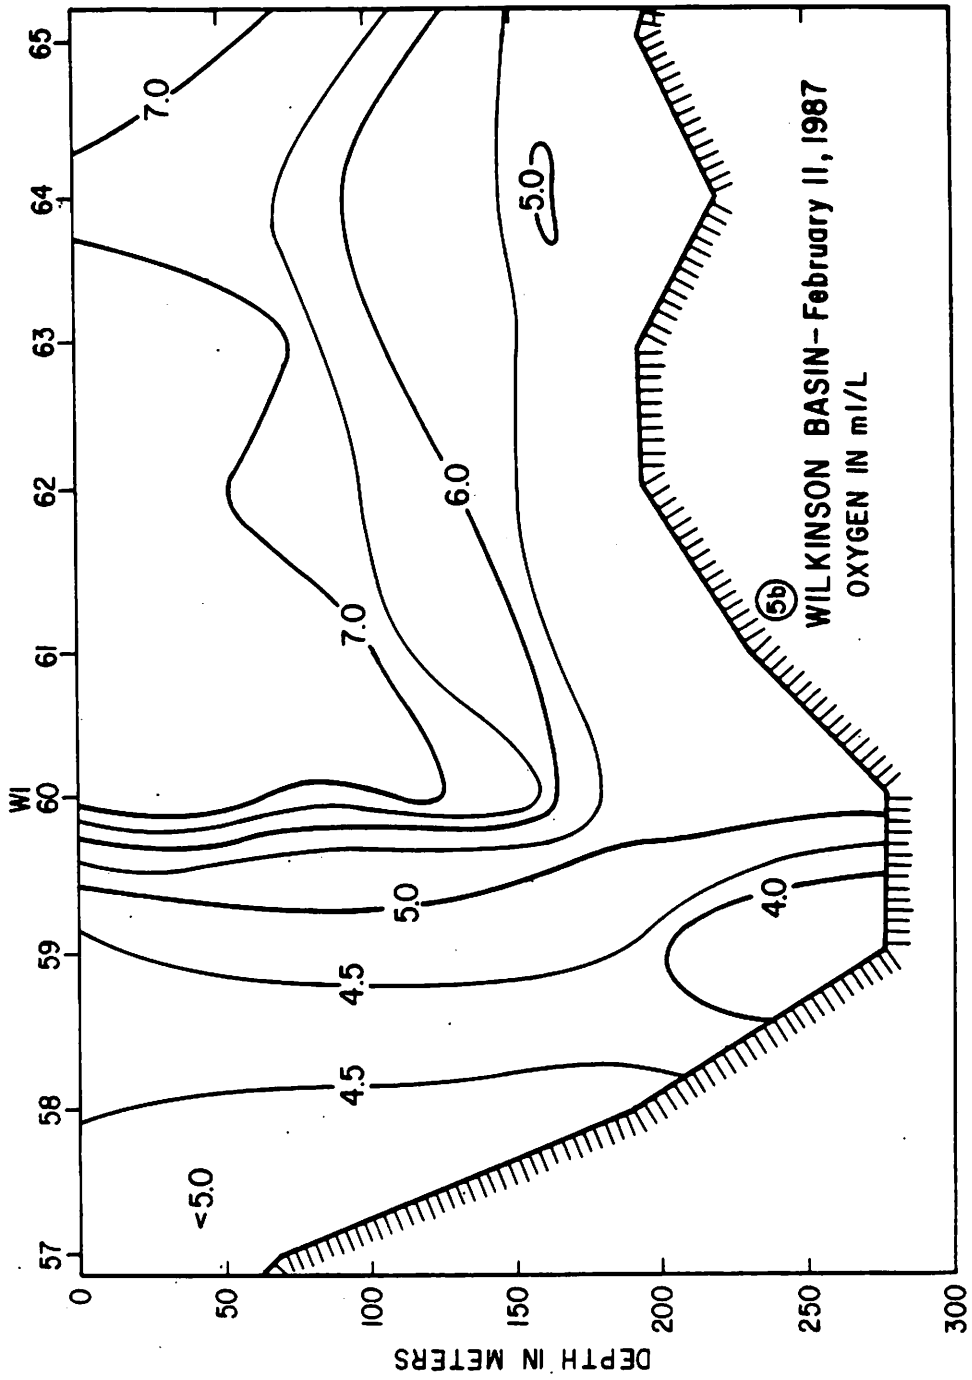 WI
57 58 59 60 61 62 63 64 65
0
50
100
150
200
250
300
DEPTH IN METERS
<5.0
4.5
4.5
5.0
4.0
7.0
6.0
7.0
5.0
5b
WILKINSON BASIN-February 11, 1987
OXYGEN IN ml/L